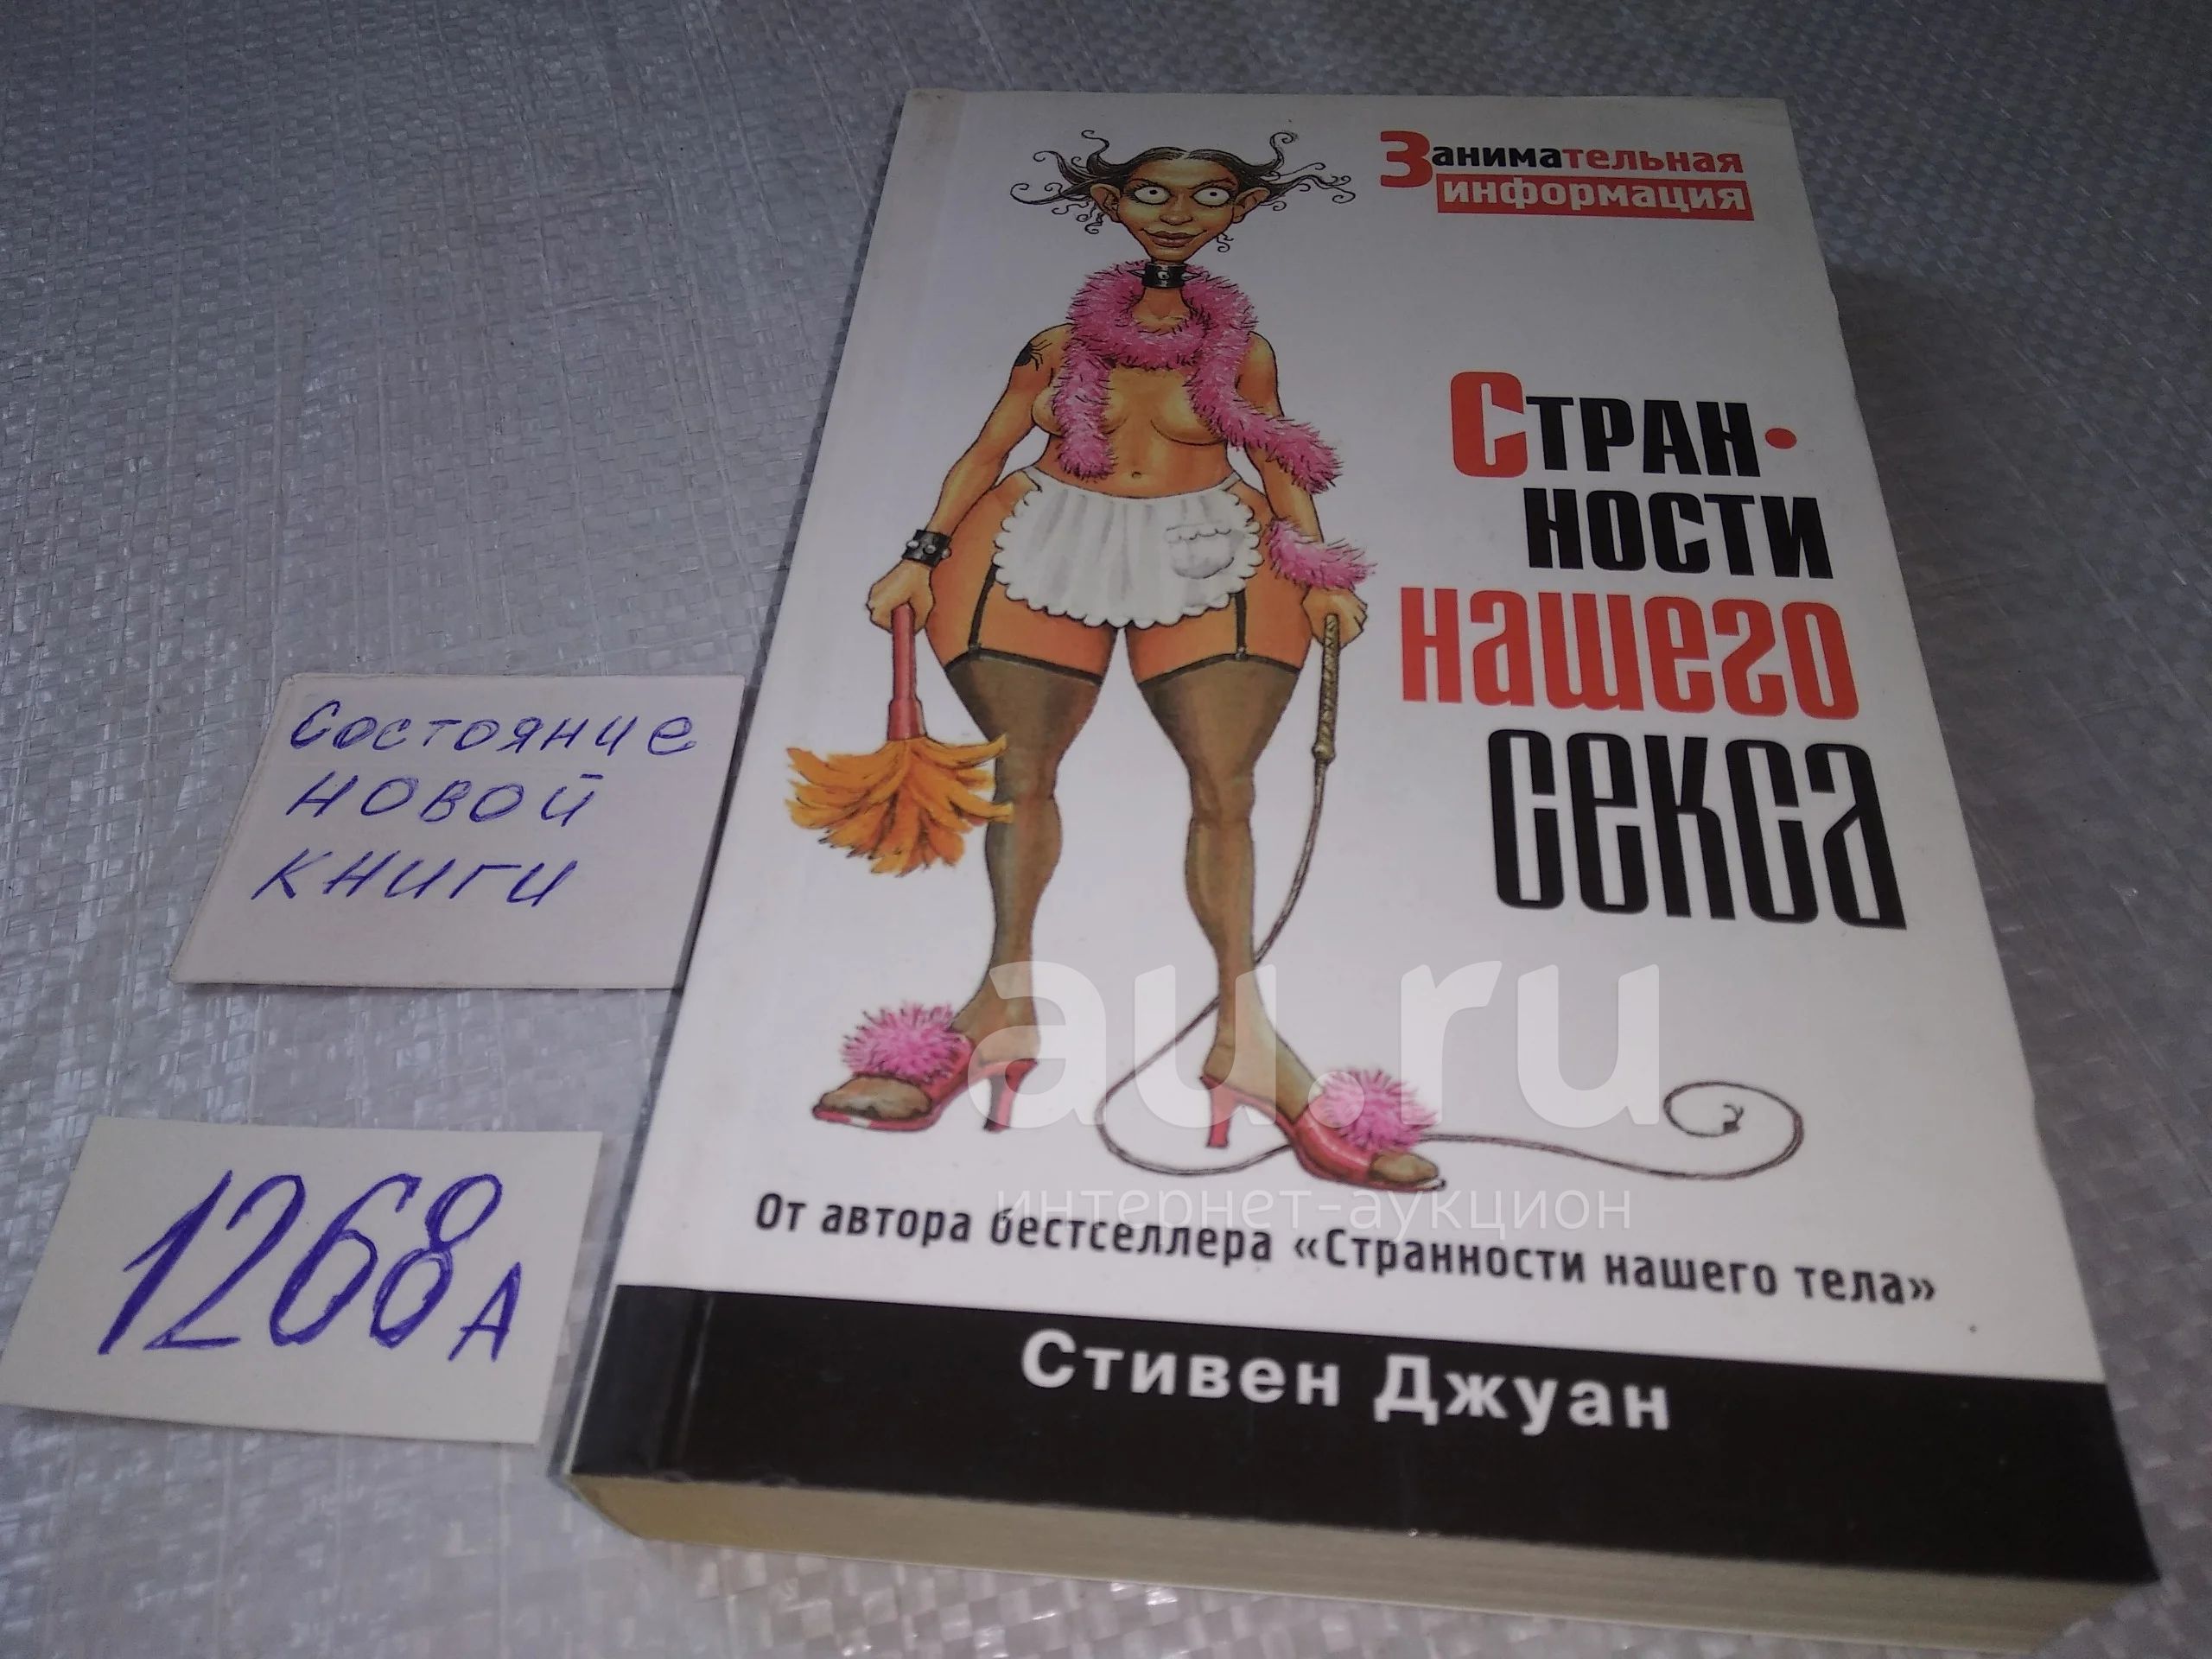 Занимательная
информация
Стран•
ности
нашего
секса
Состояние
новой
книги
au.ru
интернет-аукцион
1268А
От автора бестселлера «Странности нашего тела»
Стивен Джуан